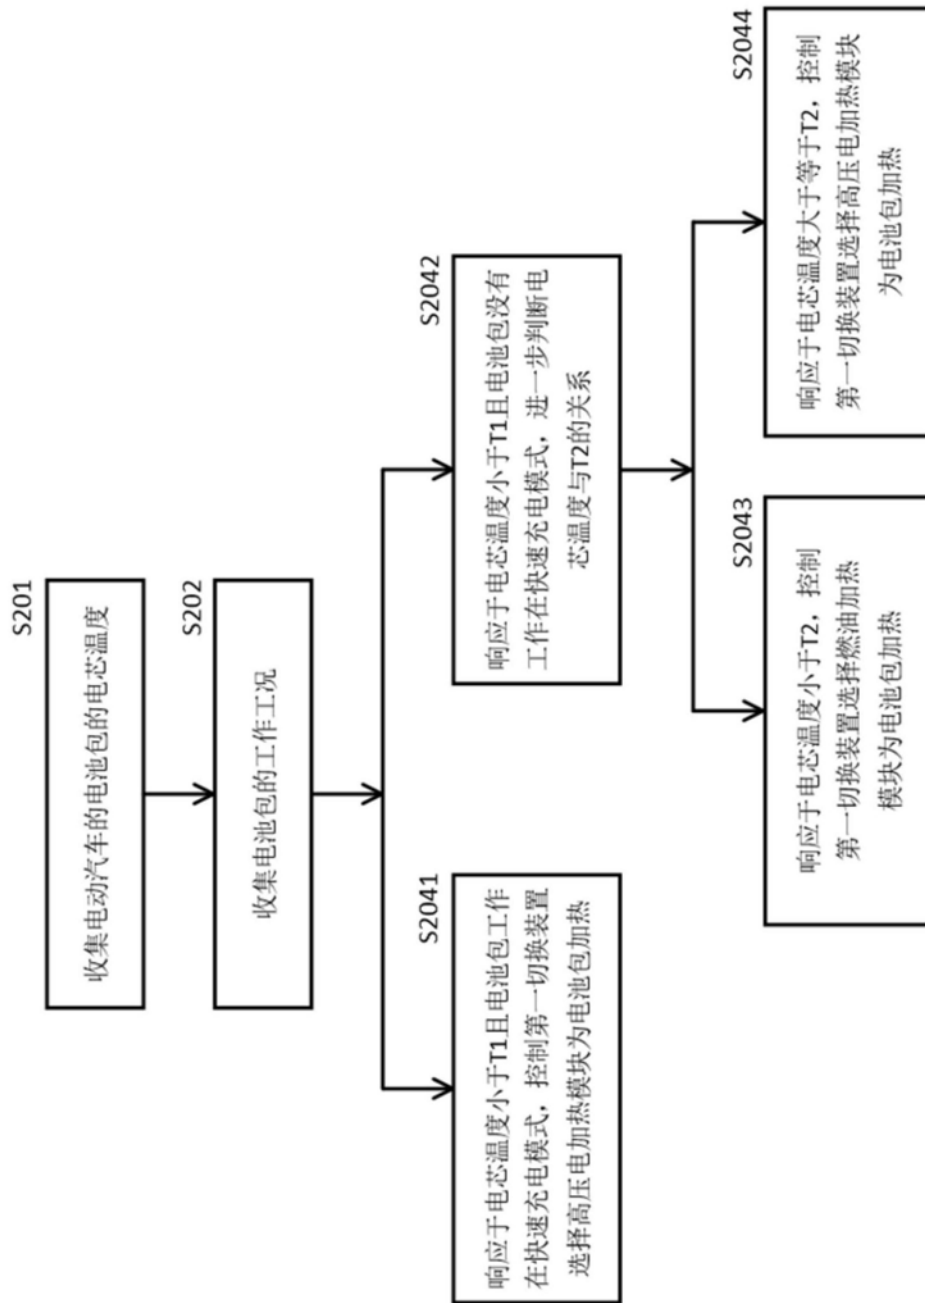 S201
收集电动汽车的电池包的电芯温度
S202
收集电池包的工作工况
S2041
响应于电芯温度小于T1且电池包工作
在快速充电模式，控制第一切换装置
选择高压电加热模块为电池包加热
S2042
响应于电芯温度小于T1且电池包没有
工作在快速充电模式，进一步判断电
芯温度与T2的关系
S2043
响应于电芯温度小于T2，控制
第一切换装置选择燃油加热
模块为电池包加热
S2044
响应于电芯温度大于等于T2，控制
第一切换装置选择高压电加热模块
为电池包加热